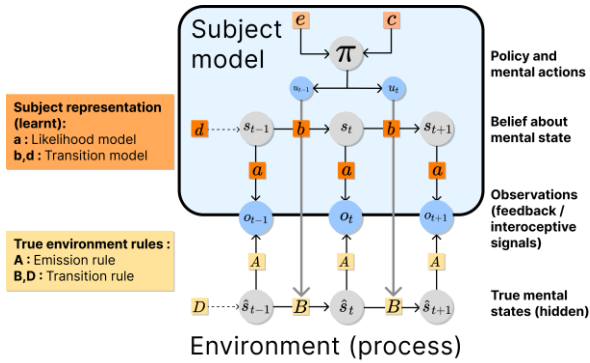 e
c
Subject
model
π
Policy and
mental actions
u_{t-1}
u_t
Subject representation
(learnt):
a : Likelihood model
b,d : Transition model
d
s_{t-1}
b
s_t
b
s_{t+1}
Belief about
mental state
a
a
a
Observations
(feedback /
interoceptive
signals)
o_{t-1}
o_t
o_{t+1}
True environment rules :
A : Emission rule
B,D : Transition rule
A
A
A
D
ŝ_{t-1}
B
ŝ_t
B
ŝ_{t+1}
True mental
states (hidden)
Environment (process)